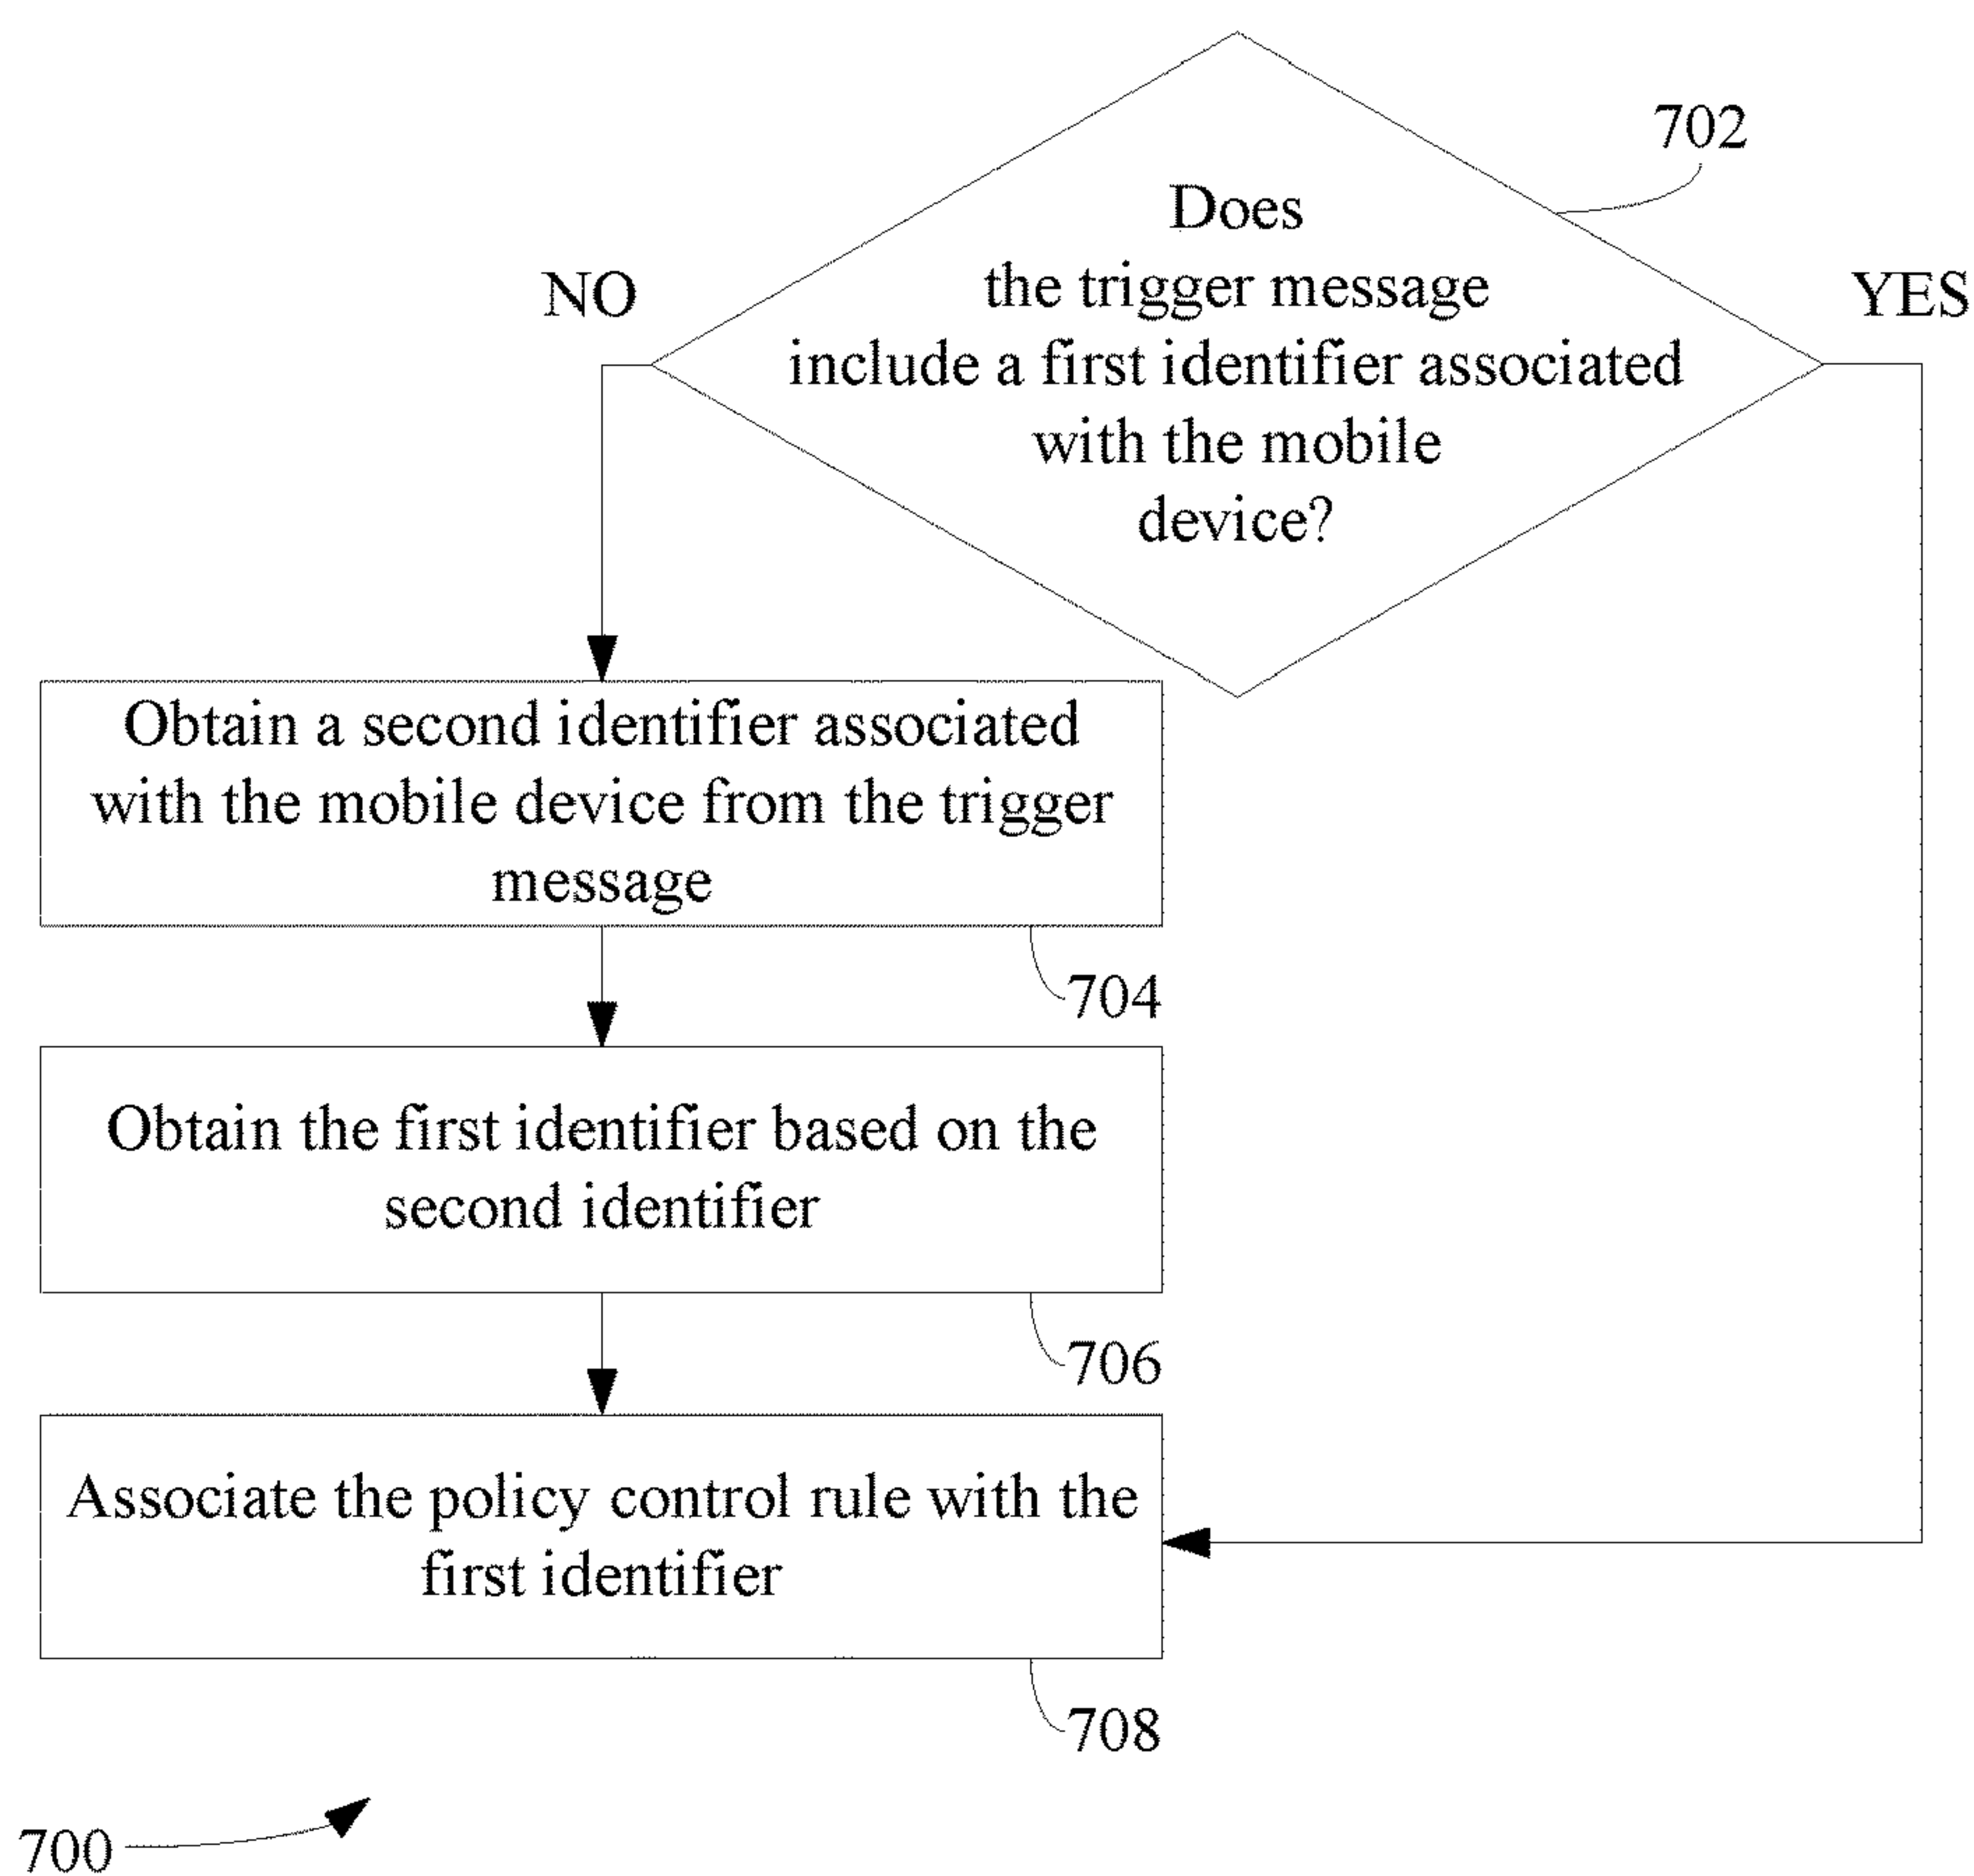 702
Does
the trigger message
include a first identifier associated
with the mobile
device?
NO
YES
Obtain a second identifier associated
with the mobile device from the trigger
message
704
Obtain the first identifier based on the
second identifier
706
Associate the policy control rule with the
first identifier
708
700